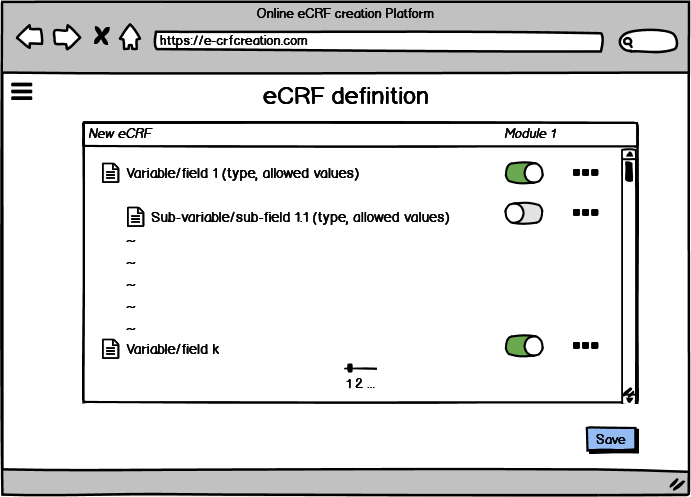 Online eCRF creation Platform
https://e-crfcreation.com
eCRF definition
New eCRF Module 1
Variable/field 1 (type, allowed values)
Sub-variable/sub-field 1.1 (type, allowed values)
~
~
~
~
~
Variable/field k
1 2 ...
Save